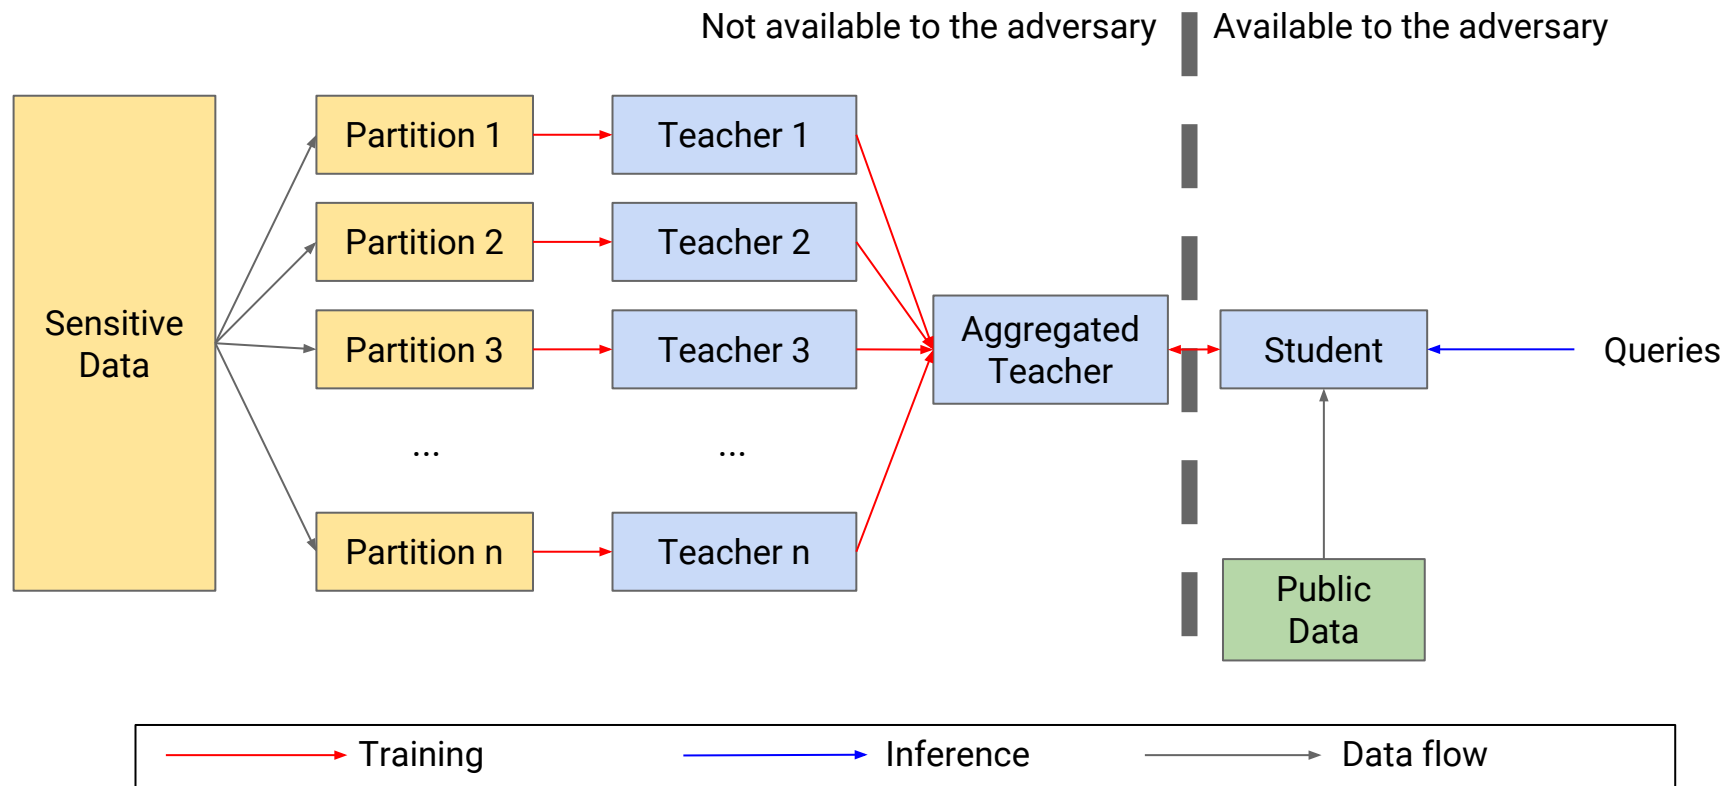 Not available to the adversary
Available to the adversary
Sensitive
Data
Partition 1
Teacher 1
Partition 2
Teacher 2
Partition 3
Teacher 3
...
...
Partition n
Teacher n
Aggregated
Teacher
Student
Queries
Public
Data
Training
Inference
Data flow